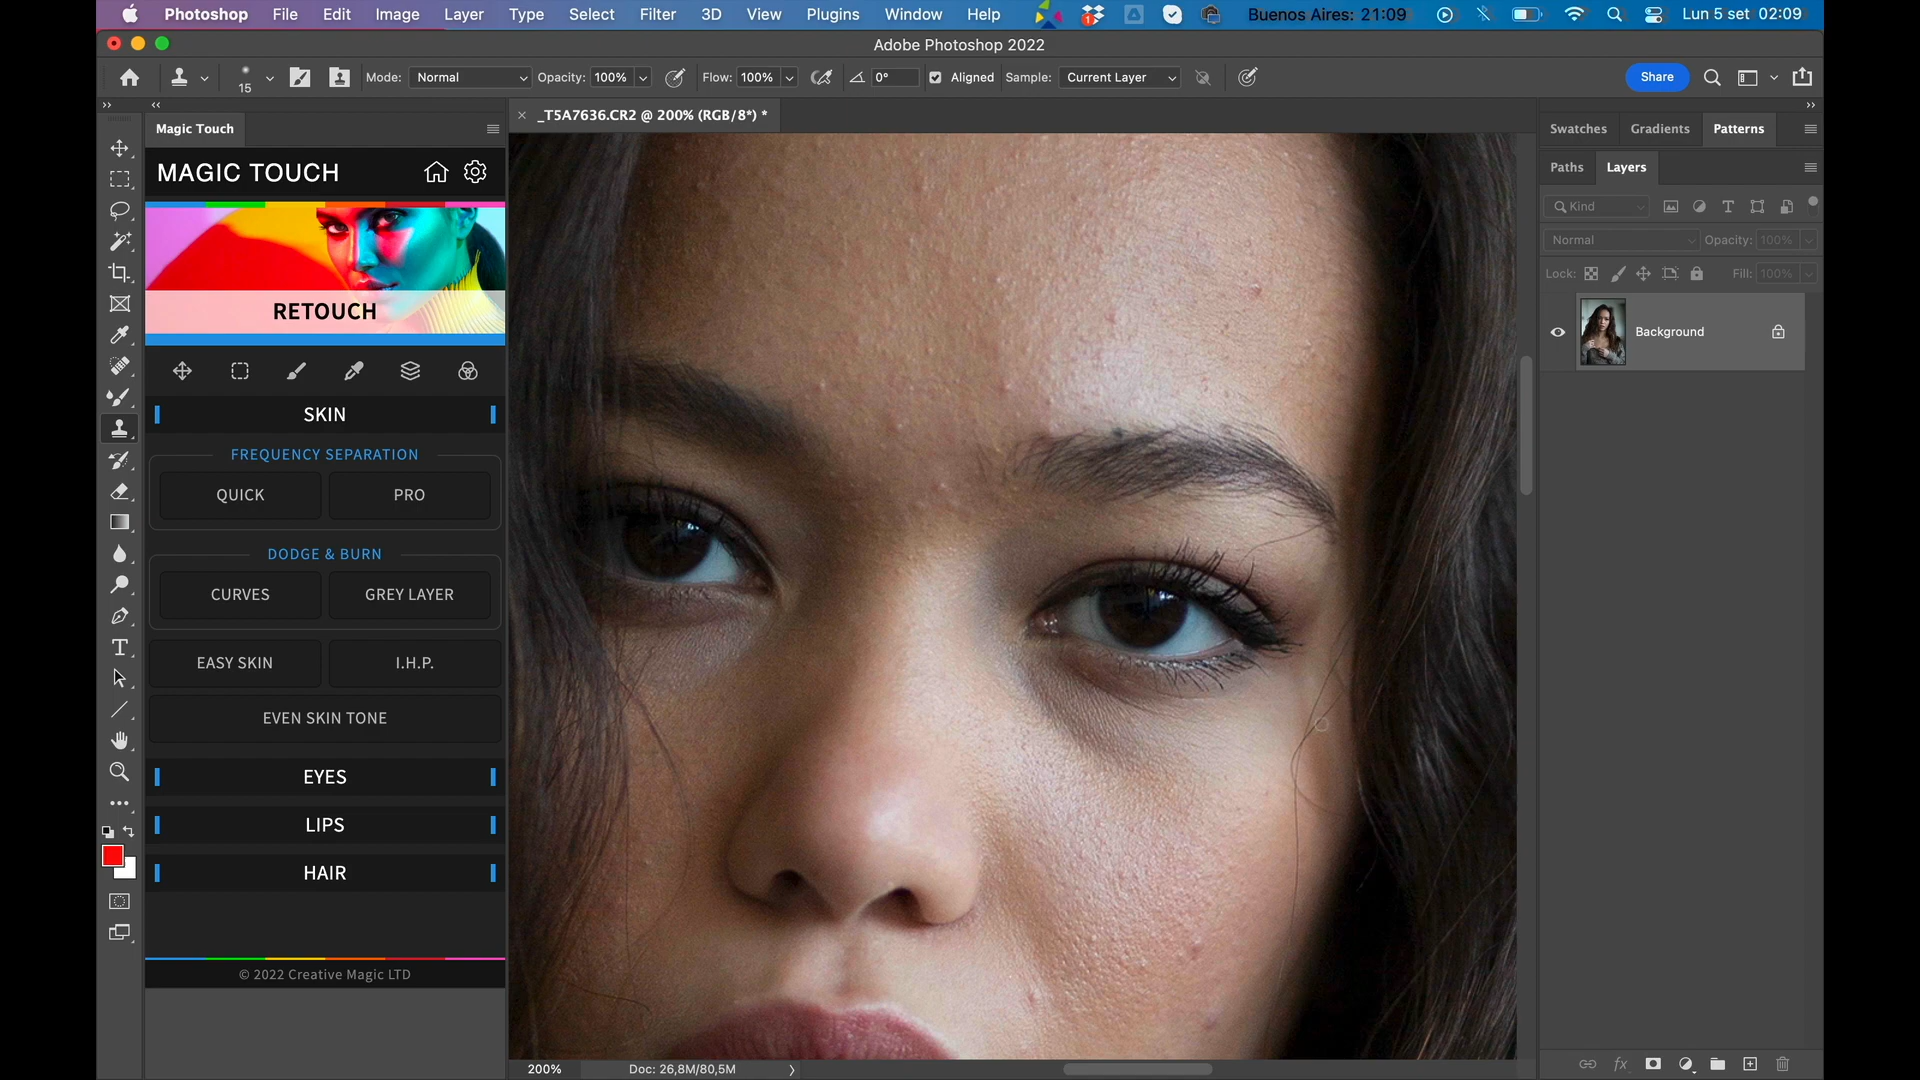 Photoshop File Edit Image Layer Type Select Filter 3D View Plugins Window Help Buenos Aires: 21:09 Lun 5 set 02:09
1
Adobe Photoshop 2022
15 Mode: Normal Opacity: 100% Flow: 100% 0° Aligned Sample: Current Layer Share
_T5A7636.CR2 @ 200% (RGB/8*) *
Magic Touch
MAGIC TOUCH
RETOUCH
SKIN
FREQUENCY SEPARATION
QUICK PRO
DODGE & BURN
CURVES GREY LAYER
EASY SKIN I.H.P.
EVEN SKIN TONE
EYES
LIPS
HAIR
© 2022 Creative Magic LTD
Swatches Gradients Patterns
Paths Layers
Kind
Normal Opacity: 100%
Lock: Fill: 100%
Background
fx
200% Doc: 26,8M/80,5M